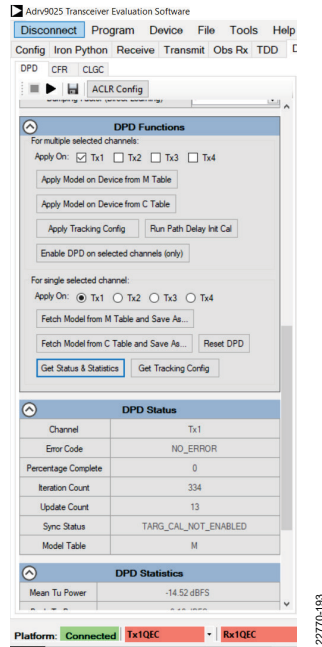 Adrv9025 Transceiver Evaluation Software
Disconnect Program Device File Tools Help
Config Iron Python Receive Transmit Obs Rx TDD
DPD CFR CLGC
ACLR Config
DPD Functions
For multiple selected channels:
Apply On: Tx1 Tx2 Tx3 Tx4
Apply Model on Device from M Table
Apply Model on Device from C Table
Apply Tracking Config Run Path Delay Init Cal
Enable DPD on selected channels (only)
For single selected channel:
Apply On: Tx1 Tx2 Tx3 Tx4
Fetch Model from M Table and Save As...
Fetch Model from C Table and Save As... Reset DPD
Get Status & Statistics Get Tracking Config
DPD Status
Channel Tx1
Error Code NO_ERROR
Percentage Complete 0
Iteration Count 334
Update Count 13
Sync Status TARG_CAL_NOT_ENABLED
Model Table M
DPD Statistics
Mean Tu Power -14.52 dBFS
Platform: Connected Tx1QEC Rx1QEC
22770-193